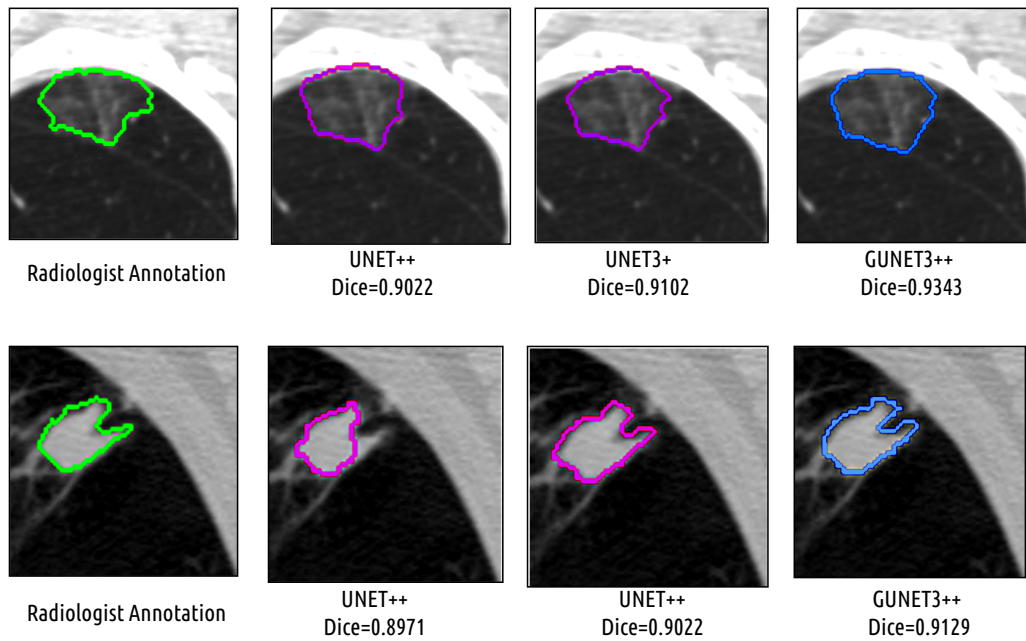 Radiologist Annotation
UNET++
Dice=0.9022
UNET3+
Dice=0.9102
GUNET3++
Dice=0.9343
Radiologist Annotation
UNET++
Dice=0.8971
UNET++
Dice=0.9022
GUNET3++
Dice=0.9129